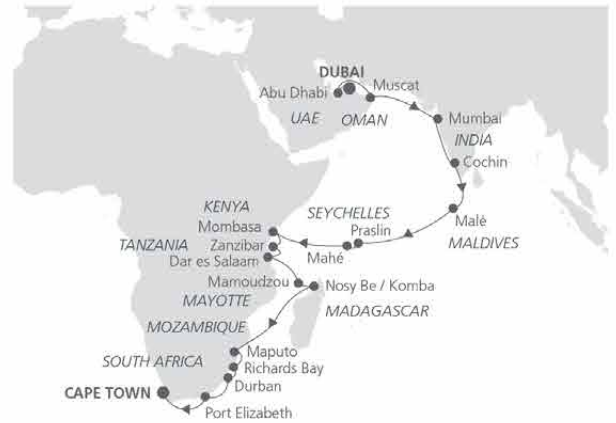 DUBAI
Abu Dhabi
Muscat
UAE
OMAN
Mumbai
INDIA
Cochin
KENYA
SEYCHELLES
Malé
Mombasa
Praslin
TANZANIA
Zanzibar
MALDIVES
Mahé
Dar es Salaam
Mamoudzou
Nosy Be / Komba
MAYOTTE
MADAGASCAR
MOZAMBIQUE
Maputo
SOUTH AFRICA
Richards Bay
Durban
CAPE TOWN
Port Elizabeth